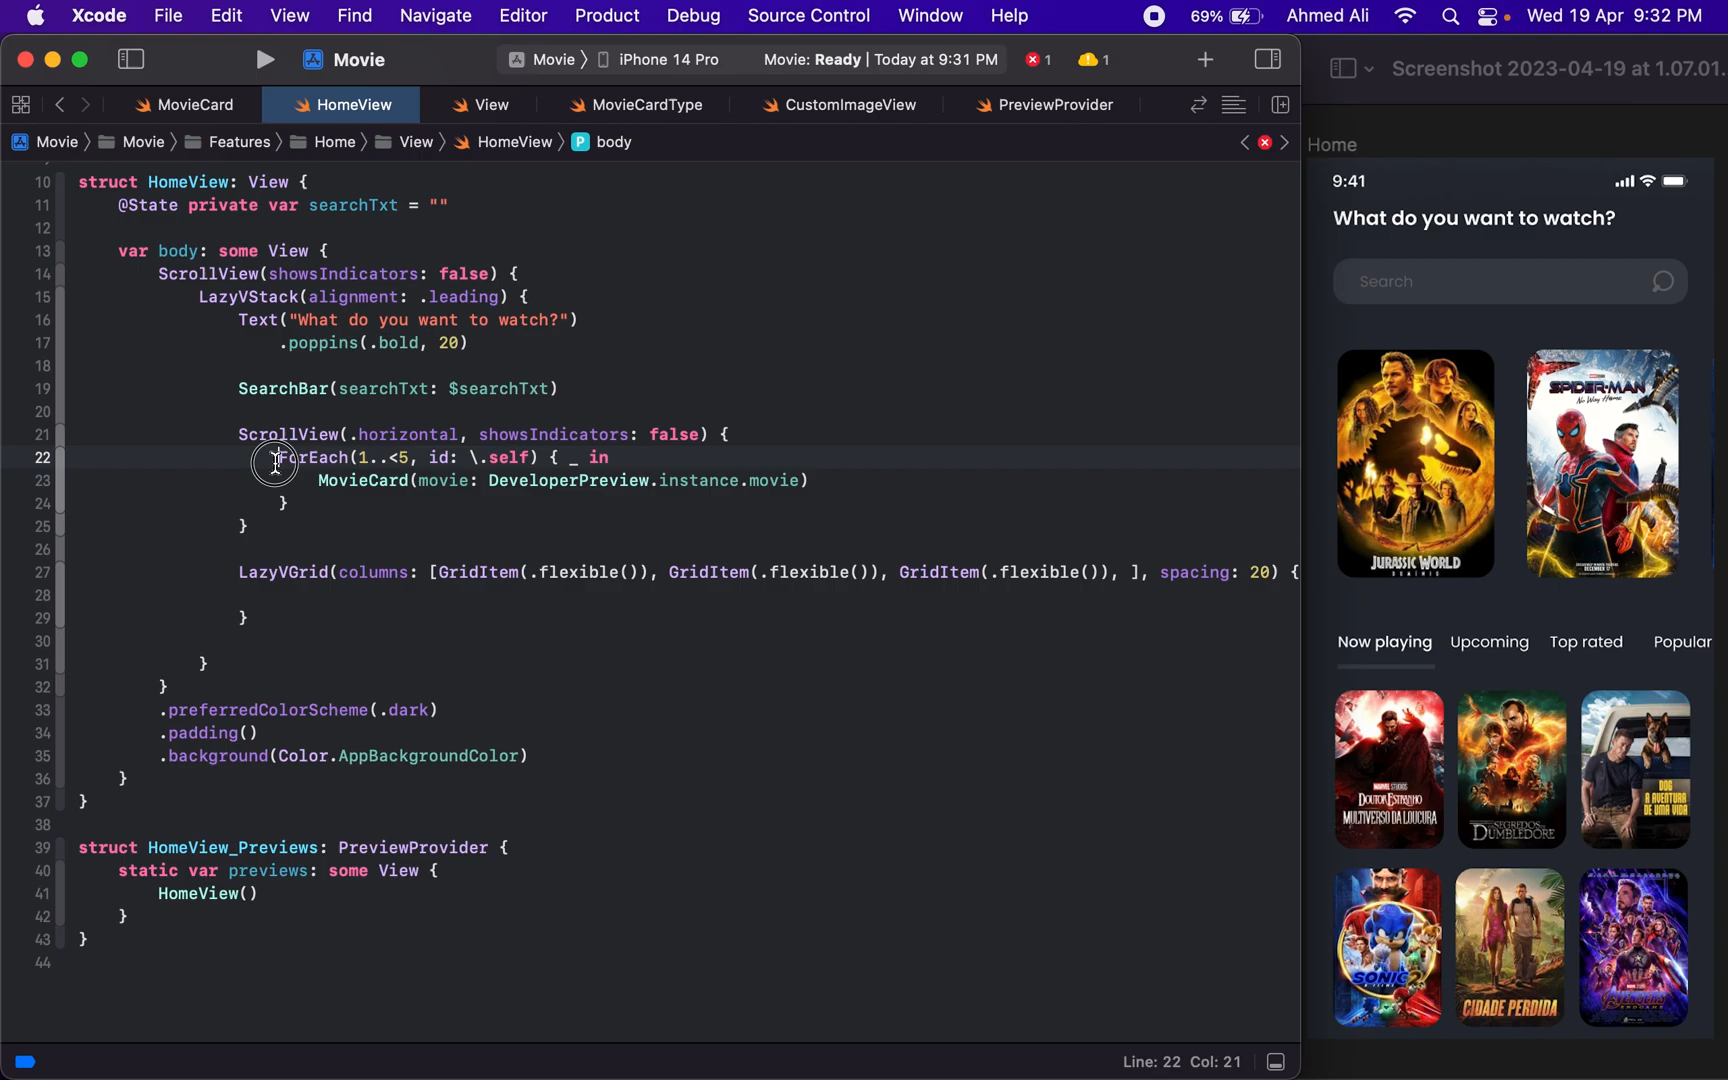 Xcode File Edit View Find Navigate Editor Product Debug Source Control Window Help 69% Ahmed Ali Wed 19 Apr 9:32 PM
Movie Movie iPhone 14 Pro Movie: Ready | Today at 9:31 PM 1 1
MovieCard HomeView View MovieCardType CustomImageView PreviewProvider
Movie Movie Features Home View HomeView P body
10 struct HomeView: View {
11 @State private var searchTxt = ""
12
13 var body: some View {
14 ScrollView(showsIndicators: false) {
15 LazyVStack(alignment: .leading) {
16 Text("What do you want to watch?")
17 .poppins(.bold, 20)
18
19 SearchBar(searchTxt: $searchTxt)
20
21 ScrollView(.horizontal, showsIndicators: false) {
22 ForEach(1..<5, id: \.self) { _ in
23 MovieCard(movie: DeveloperPreview.instance.movie)
24 }
25 }
26
27 LazyVGrid(columns: [GridItem(.flexible()), GridItem(.flexible()), GridItem(.flexible()), ], spacing: 20) {
28
29 }
30
31 }
32 }
33 .preferredColorScheme(.dark)
34 .padding()
35 .background(Color.AppBackgroundColor)
36 }
37 }
38
39 struct HomeView_Previews: PreviewProvider {
40 static var previews: some View {
41 HomeView()
42 }
43 }
44
Line: 22 Col: 21
Screenshot 2023-04-19 at 1.07.01.
Home
9:41
What do you want to watch?
Search
JURASSIC WORLD
SPIDER-MAN
No Way Home
Now playing Upcoming Top rated Popular
MARVEL STUDIOS
DOUTOR ESTRANHO
MULTIVERSO DA LOUCURA
SEGREDOS
DUMBLEDORE
DOG
A AVENTURA
DE UMA VIDA
SONIC 2
CIDADE PERDIDA
AVENGERS